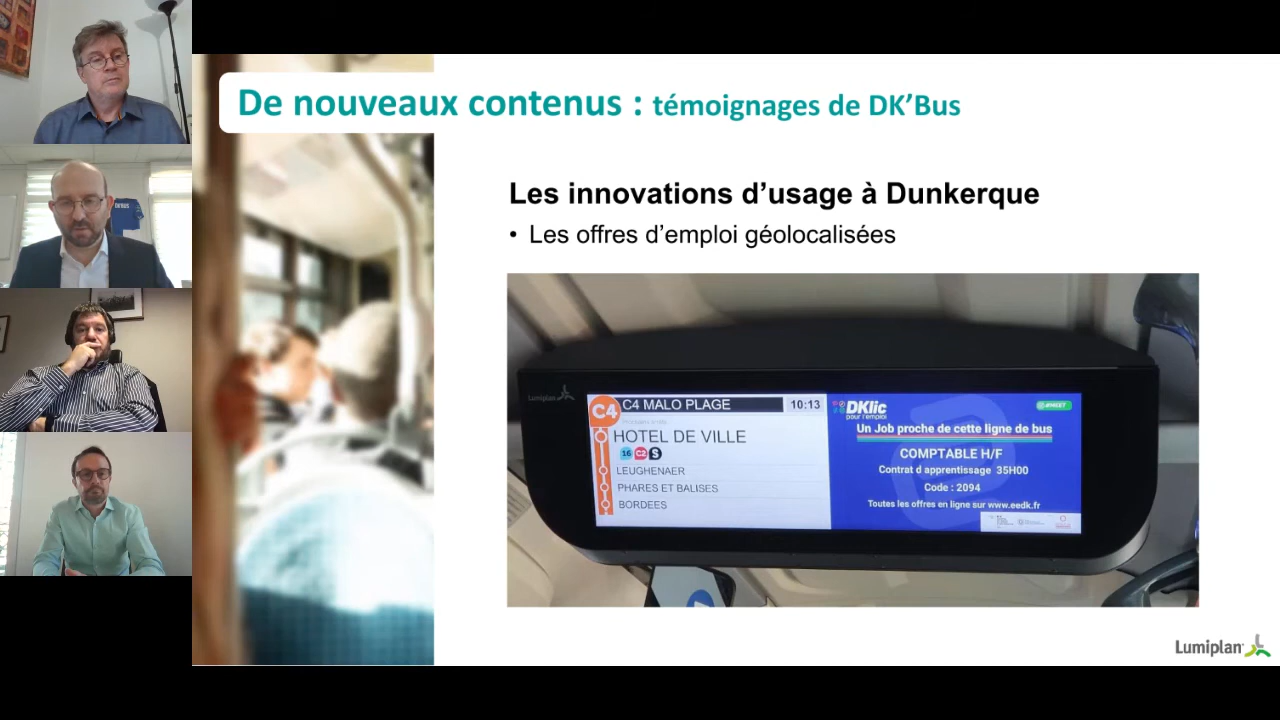 De nouveaux contenus : témoignages de DK’Bus
Les innovations d’usage à Dunkerque
• Les offres d’emploi géolocalisées
Lumiplan
C4 C4 MALO PLAGE 10:13
HOTEL DE VILLE
16 C2 S
LEUGHENAER
PHARES ET BALISES
BORDEES
DKlic
pour l'emploi
#MEET
Un Job proche de cette ligne de bus
COMPTABLE H/F
Contrat d apprentissage 35H00
Code : 2094
Toutes les offres en ligne sur www.eedk.fr
Lumiplan